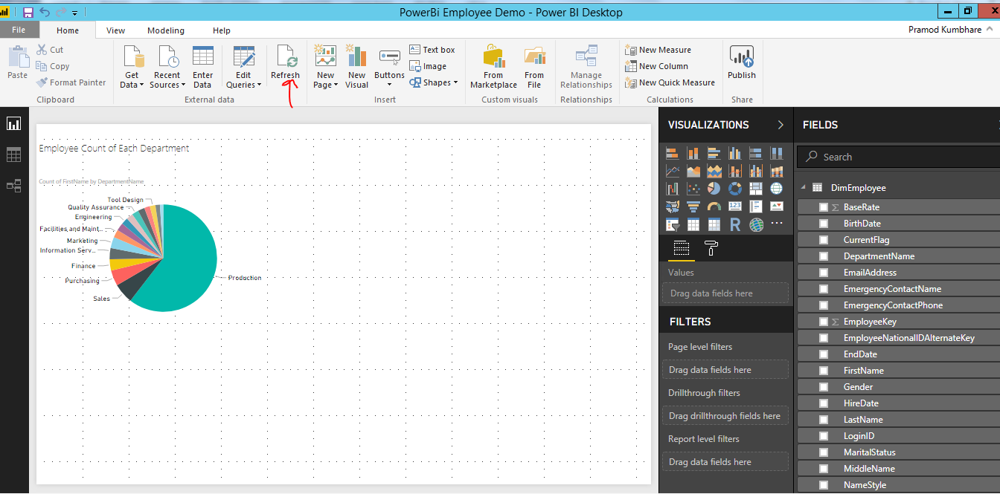 PowerBi Employee Demo - Power BI Desktop
File Home View Modeling Help
Pramod Kumbhare
Paste
Cut
Copy
Format Painter
Clipboard
Get Data
Recent Sources
Enter Data
Edit Queries
Refresh
External data
New Page
New Visual
Buttons
Text box
Image
Shapes
Insert
From Marketplace
From File
Custom visuals
Manage Relationships
Relationships
New Measure
New Column
New Quick Measure
Calculations
Publish
Share
Employee Count of Each Department
Count of FirstName by DepartmentName
Tool Design
Quality Assurance
Engineering
Facilities and Maint...
Marketing
Information Serv...
Finance
Purchasing
Sales
Production
VISUALIZATIONS
123
R
Values
Drag data fields here
FILTERS
Page level filters
Drag data fields here
Drillthrough filters
Drag drillthrough fields here
Report level filters
Drag data fields here
FIELDS
Search
DimEmployee
Σ BaseRate
BirthDate
CurrentFlag
DepartmentName
EmailAddress
EmergencyContactName
EmergencyContactPhone
Σ EmployeeKey
EmployeeNationalIDAlternateKey
EndDate
FirstName
Gender
HireDate
LastName
LoginID
MaritalStatus
MiddleName
NameStyle